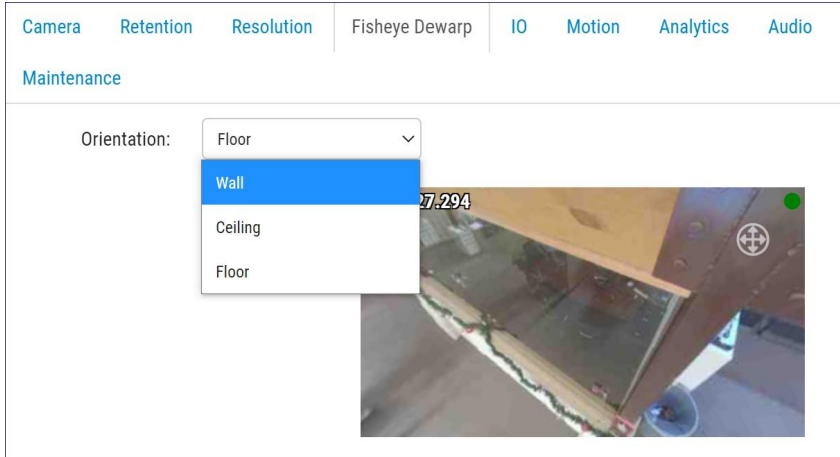 Camera Retention Resolution Fisheye Dewarp IO Motion Analytics Audio
Maintenance
Orientation: Floor
Wall
27.294
Ceiling
Floor